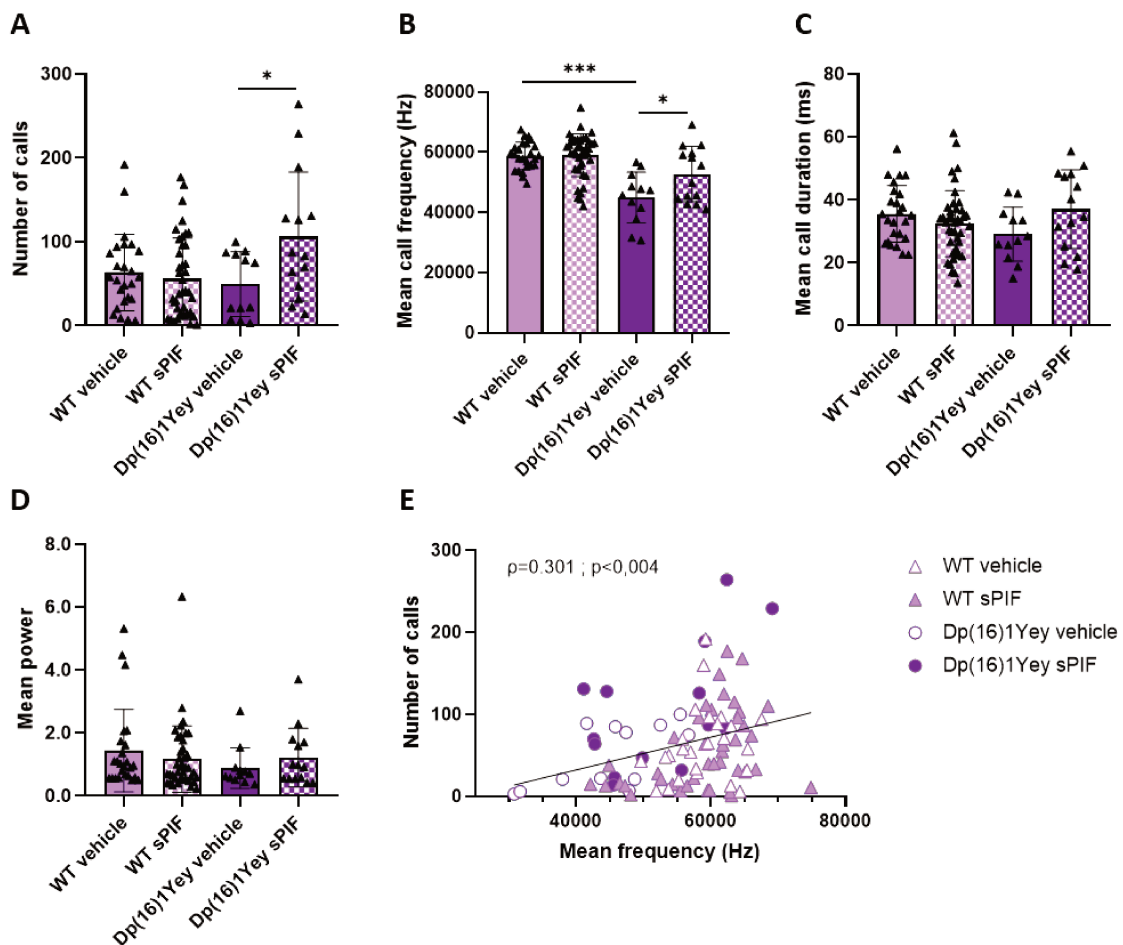 A
B
C
Number of calls
300
200
100
0
*
WT vehicle
WT sPIF
Dp(16)1Yey vehicle
Dp(16)1Yey sPIF
Mean call frequency (Hz)
80000
60000
40000
20000
0
***
*
WT vehicle
WT sPIF
Dp(16)1Yey vehicle
Dp(16)1Yey sPIF
Mean call duration (ms)
80
60
40
20
0
WT vehicle
WT sPIF
Dp(16)1Yey vehicle
Dp(16)1Yey sPIF
D
E
Mean power
8.0
6.0
4.0
2.0
0.0
WT vehicle
WT sPIF
Dp(16)1Yey vehicle
Dp(16)1Yey sPIF
Number of calls
300
200
100
0
ρ=0.301 ; p<0,004
40000
60000
80000
Mean frequency (Hz)
WT vehicle
WT sPIF
Dp(16)1Yey vehicle
Dp(16)1Yey sPIF